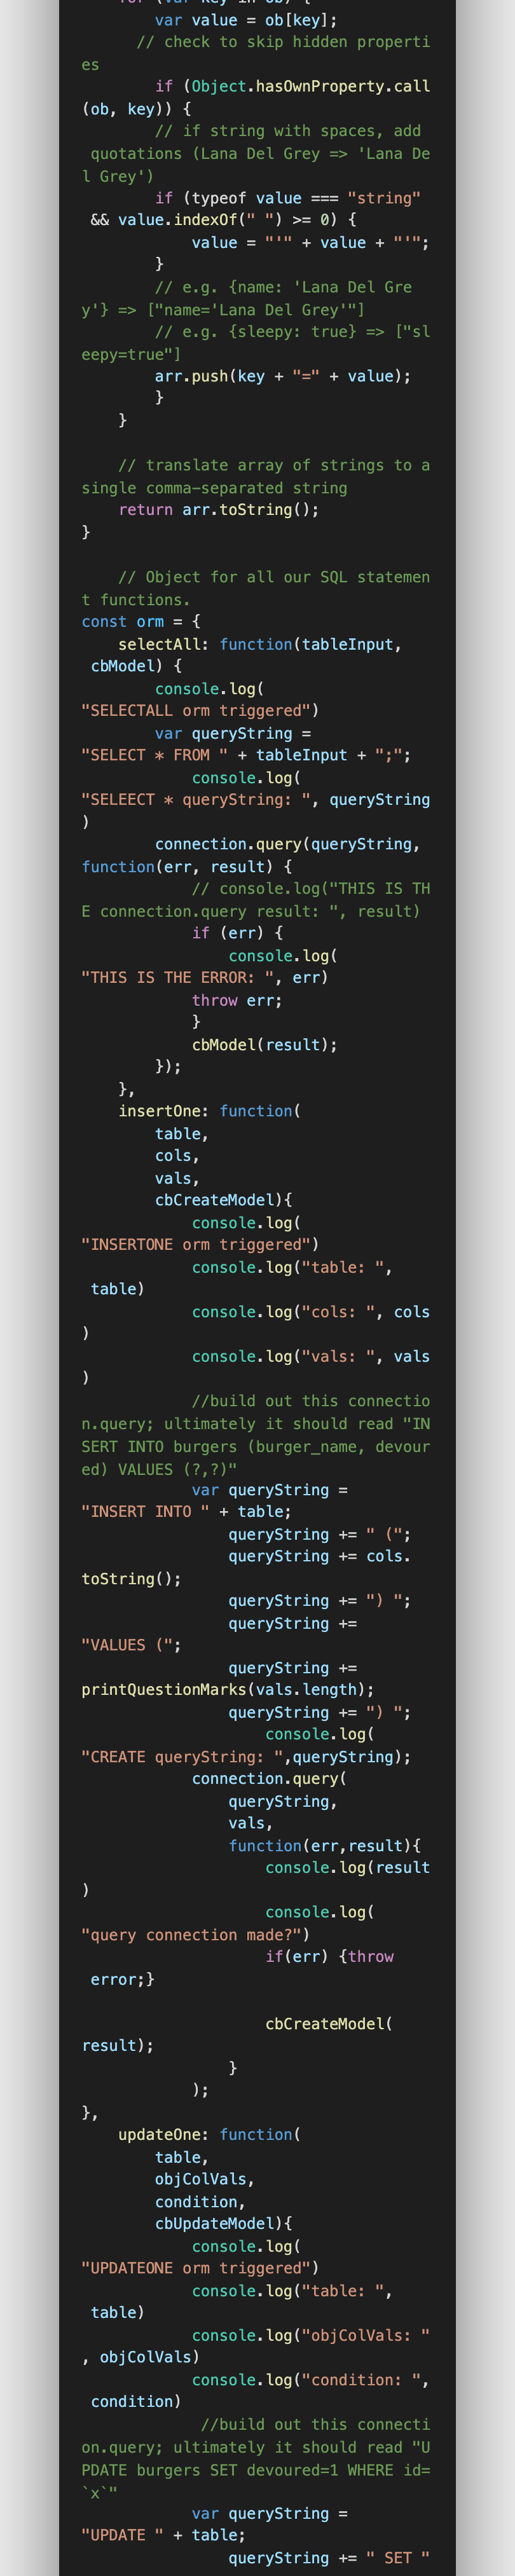 for (var key in ob) {
var value = ob[key];
// check to skip hidden properti
es
if (Object.hasOwnProperty.call
(ob, key)) {
// if string with spaces, add
quotations (Lana Del Grey => 'Lana De
l Grey')
if (typeof value === "string"
&& value.indexOf(" ") >= 0) {
value = "'" + value + "'";
}
// e.g. {name: 'Lana Del Gre
y'} => ["name='Lana Del Grey'"]
// e.g. {sleepy: true} => ["sl
eepy=true"]
arr.push(key + "=" + value);
}
}
// translate array of strings to a
single comma-separated string
return arr.toString();
}
// Object for all our SQL statemen
t functions.
const orm = {
selectAll: function(tableInput,
cbModel) {
console.log(
"SELECTALL orm triggered")
var queryString =
"SELECT * FROM " + tableInput + ";";
console.log(
"SELEECT * queryString: ", queryString
)
connection.query(queryString,
function(err, result) {
// console.log("THIS IS TH
E connection.query result: ", result)
if (err) {
console.log(
"THIS IS THE ERROR: ", err)
throw err;
}
cbModel(result);
});
},
insertOne: function(
table,
cols,
vals,
cbCreateModel){
console.log(
"INSERTONE orm triggered")
console.log("table: ",
table)
console.log("cols: ", cols
)
console.log("vals: ", vals
)
//build out this connectio
n.query; ultimately it should read "IN
SERT INTO burgers (burger_name, devour
ed) VALUES (?,?)"
var queryString =
"INSERT INTO " + table;
queryString += " (";
queryString += cols.
toString();
queryString += ") ";
queryString +=
"VALUES (";
queryString +=
printQuestionMarks(vals.length);
queryString += ") ";
console.log(
"CREATE queryString: ",queryString);
connection.query(
queryString,
vals,
function(err,result){
console.log(result
)
console.log(
"query connection made?")
if(err) {throw
error;}
cbCreateModel(
result);
}
);
},
updateOne: function(
table,
objColVals,
condition,
cbUpdateModel){
console.log(
"UPDATEONE orm triggered")
console.log("table: ",
table)
console.log("objColVals: "
, objColVals)
console.log("condition: ",
condition)
//build out this connecti
on.query; ultimately it should read "U
PDATE burgers SET devoured=1 WHERE id=
`x`"
var queryString =
"UPDATE " + table;
queryString += " SET "